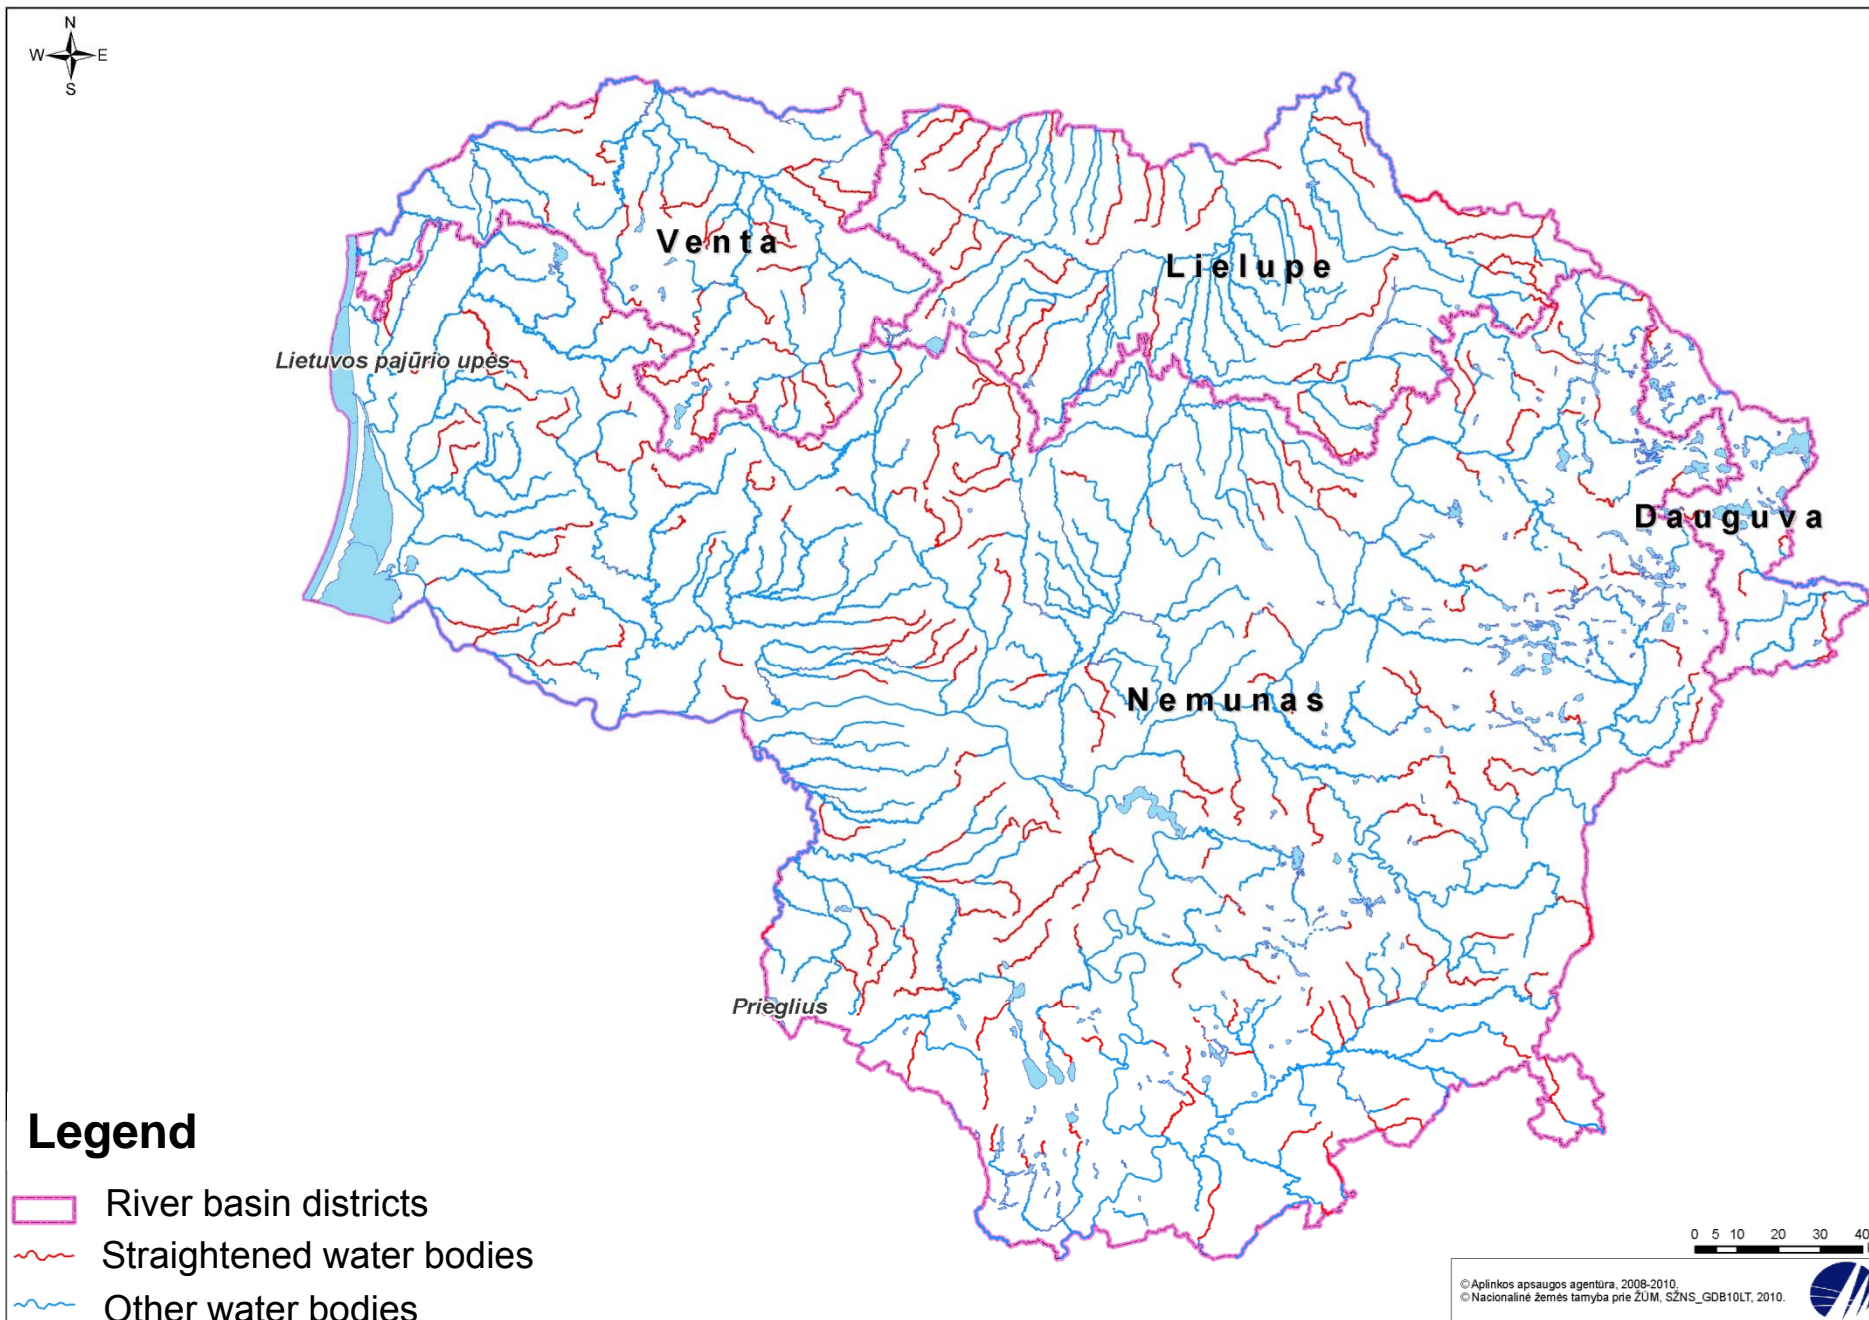 N
W E
S
Venta
Lielupe
Lietuvos pajūrio upės
Dauguva
Nemunas
Prieglius
Legend
River basin districts
Straightened water bodies
Other water bodies
0 5 10 20 30 40
© Aplinkos apsaugos agentūra, 2008-2010.
© Nacionalinė žemės tarnyba prie ŽŪM, SŽNS_GDB10LT, 2010.